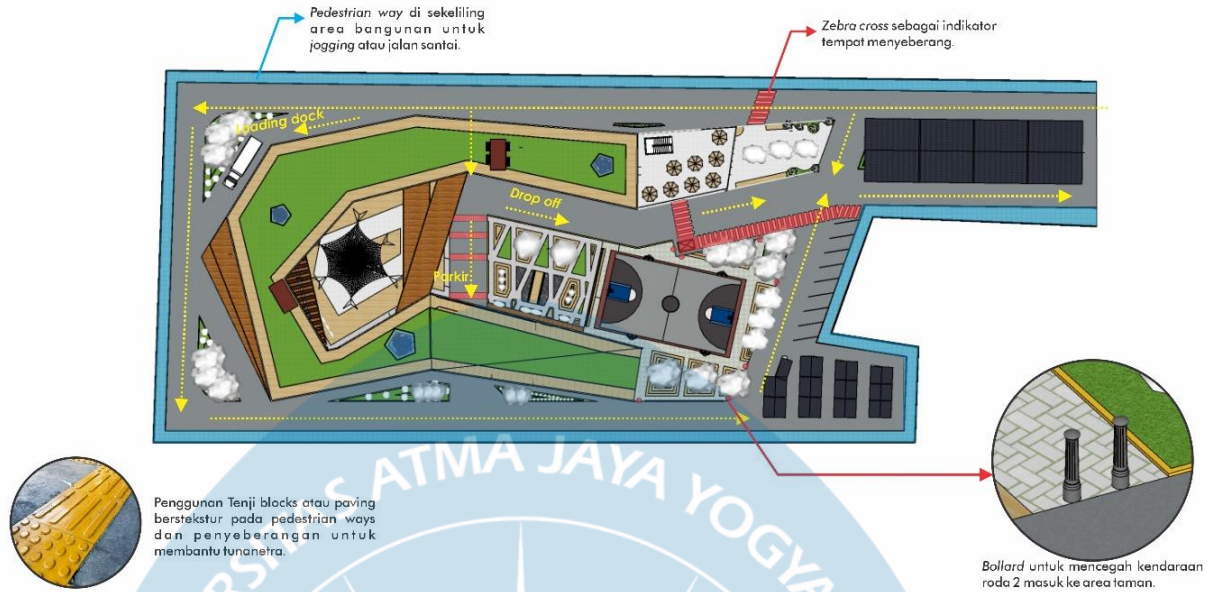 Pedestrian way di sekeliling
area bangunan untuk
jogging atau jalan santai.
Zebra cross sebagai indikator
tempat menyeberang.
Loading dock
Drop off
Parkir
Penggunan Tenji blocks atau paving
berstekstur pada pedestrian ways
dan penyeberangan untuk
membantu tunanetra.
Bollard untuk mencegah kendaraan
roda 2 masuk ke area taman.
RSITAS ATMA JAYA YOGYA